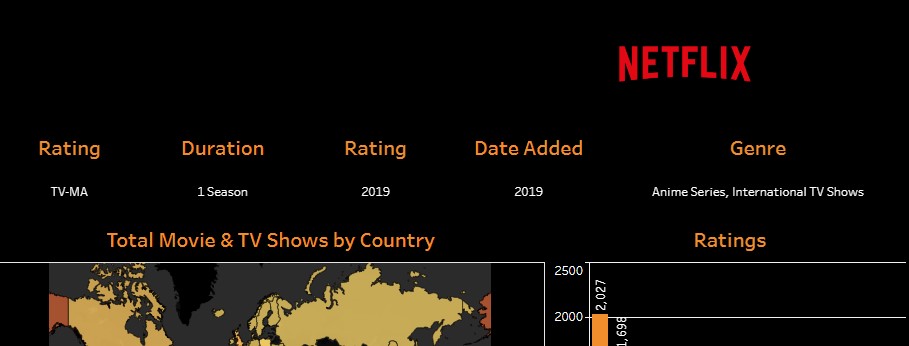 NETFLIX
Rating Duration Rating Date Added Genre
TV-MA 1 Season 2019 2019 Anime Series, International TV Shows
Total Movie & TV Shows by Country Ratings
2500
2,027
2000
1,698